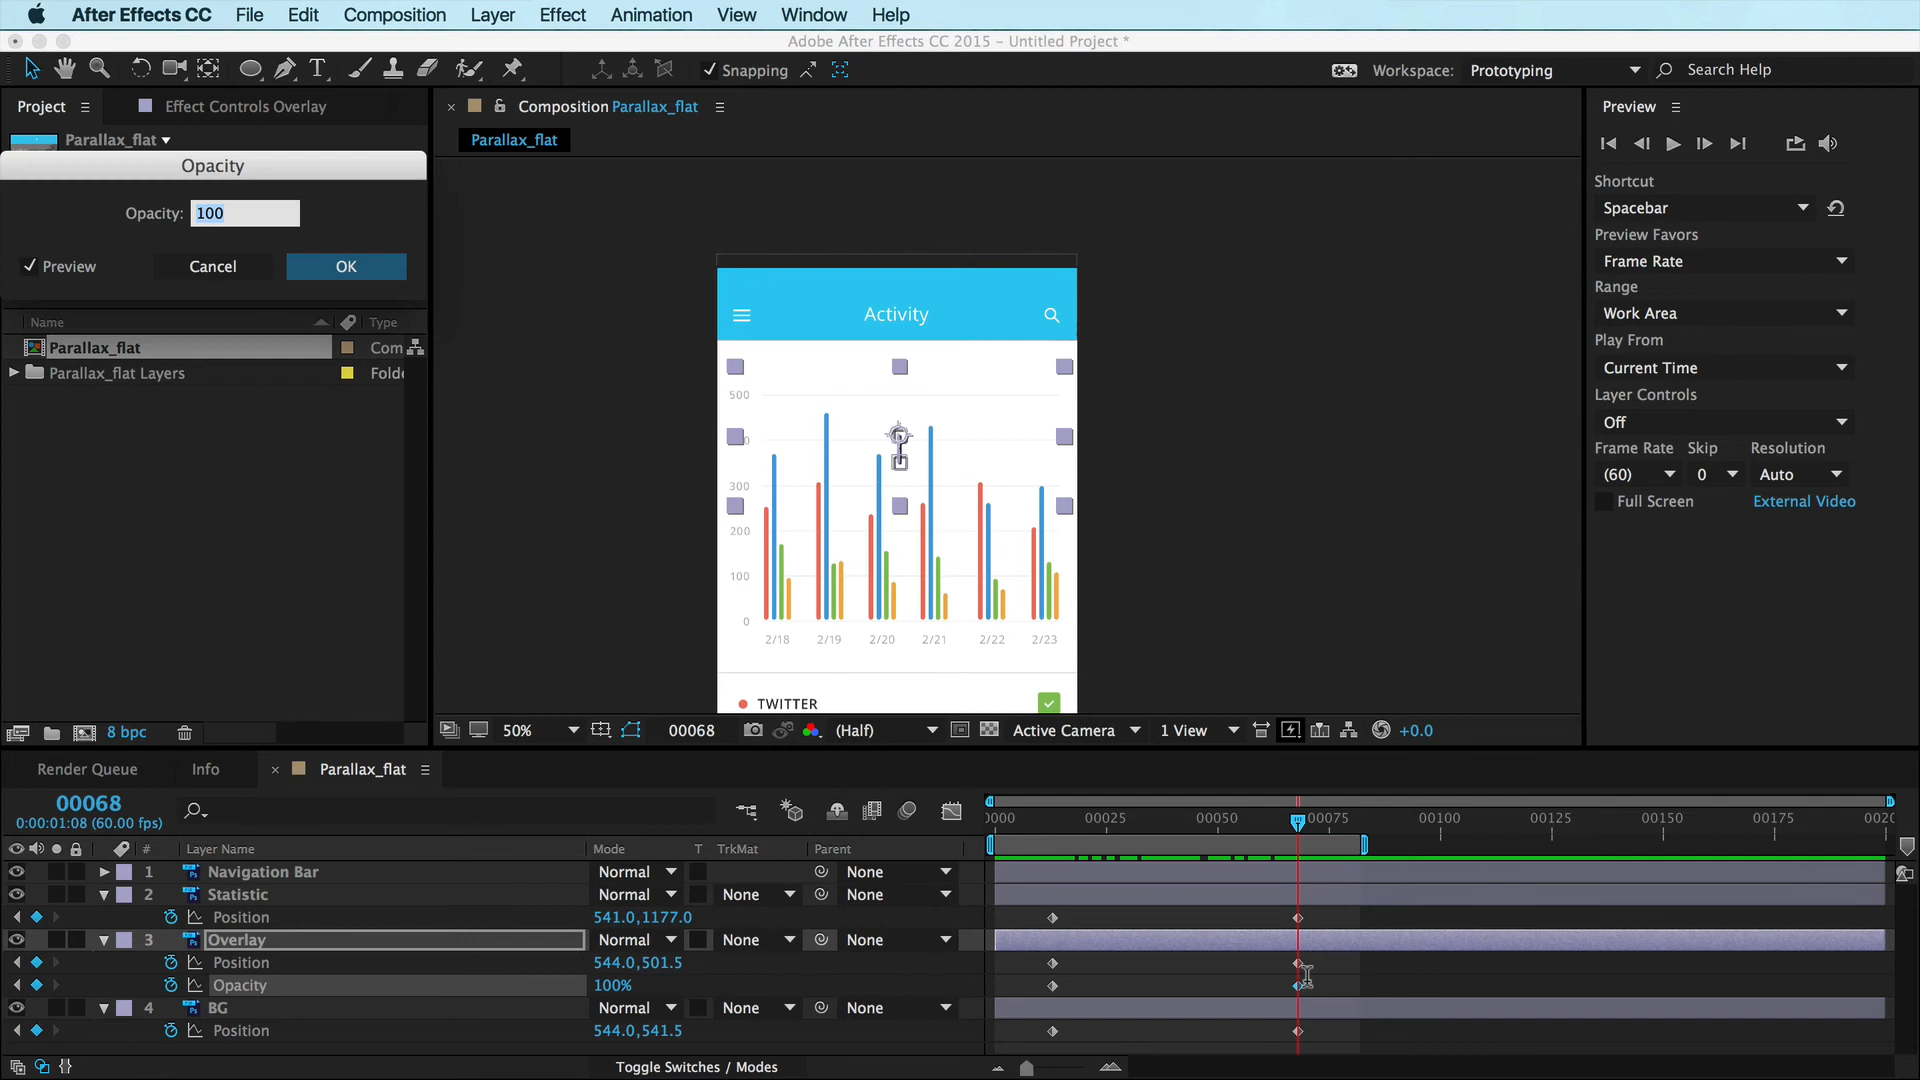 After Effects CC File Edit Composition Layer Effect Animation View Window Help
Adobe After Effects CC 2015 – Untitled Project *
Snapping
Workspace: Prototyping
Search Help
Project
Effect Controls Overlay
Parallax_flat
Opacity
Opacity: 100
Preview
Cancel
OK
Name
Type
Parallax_flat
Com
Parallax_flat Layers
Folde
8 bpc
Composition Parallax_flat
Parallax_flat
Activity
500
300
200
100
0
2/18 2/19 2/20 2/21 2/22 2/23
TWITTER
50%
00068
(Half)
Active Camera
1 View
+0.0
Preview
Shortcut
Spacebar
Preview Favors
Frame Rate
Range
Work Area
Play From
Current Time
Layer Controls
Off
Frame Rate Skip Resolution
(60) 0 Auto
Full Screen
External Video
Render Queue
Info
Parallax_flat
00068
0:00:01:08 (60.00 fps)
00025 00050 00075 00100 00125 00150 00175
# Layer Name Mode T TrkMat Parent
1 Navigation Bar Normal None
2 Statistic Normal None None
Position 541.0,1177.0
3 Overlay Normal None None
Position 544.0,501.5
Opacity 100%
4 BG Normal None None
Position 544.0,541.5
Toggle Switches / Modes